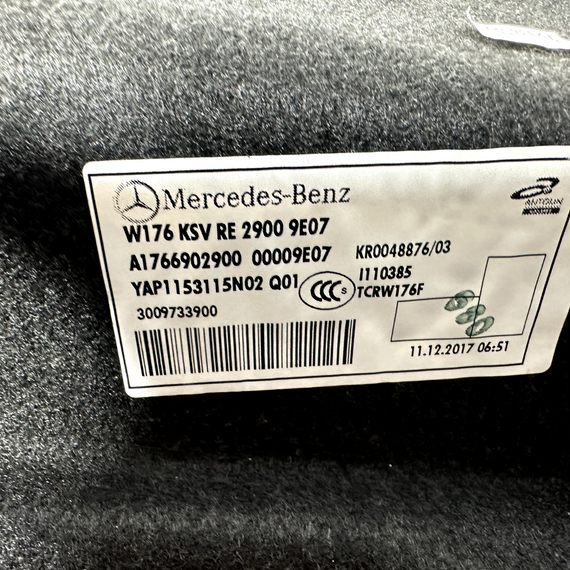 Mercedes-Benz
W176 KSV RE 2900 9E07
A1766902900 00009E07
YAP1153115N02 Q01
3009733900
CCC S
KR0048876/03
I110385
TCRW176F
11.12.2017 06:51